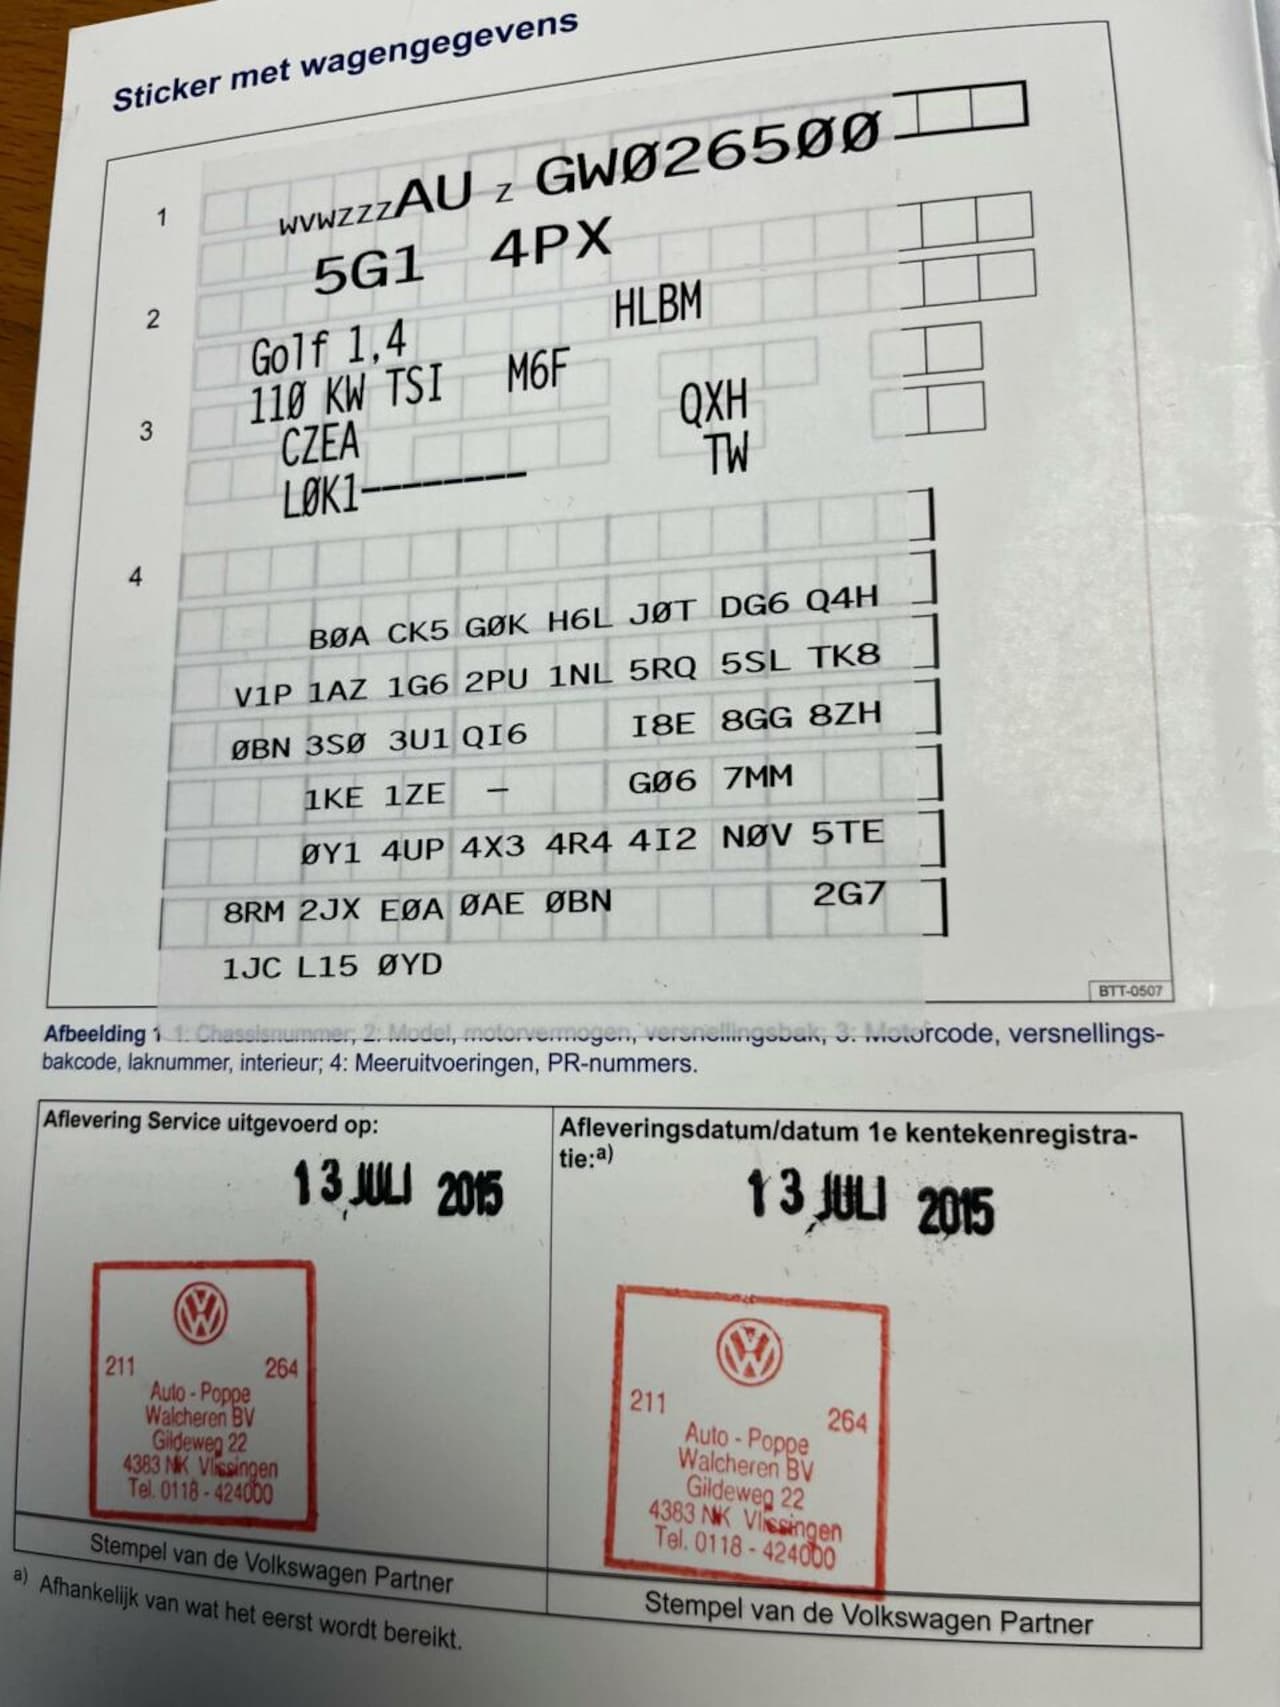 Sticker met wagengegevens
1
WVWZZZAU Z GWØ265ØØ
5G1 4PX
2
HLBM
Golf 1,4
11Ø KW TSI M6F
3
CZEA QXH
LØK1-------- TW
4
BØA CK5 GØK H6L JØT DG6 Q4H
V1P 1AZ 1G6 2PU 1NL 5RQ 5SL TK8
ØBN 3SØ 3U1 QI6 I8E 8GG 8ZH
1KE 1ZE – GØ6 7MM
ØY1 4UP 4X3 4R4 4I2 NØV 5TE
8RM 2JX EØA ØAE ØBN 2G7
1JC L15 ØYD
BTT-0507
Afbeelding 1 1: Chassisnummer; 2: Model, motorvermogen, versnellingsbak; 3: Motorcode, versnellings-
bakcode, laknummer, interieur; 4: Meeruitvoeringen, PR-nummers.
Aflevering Service uitgevoerd op:
13 JULI 2015
211 264
Auto - Poppe
Walcheren BV
Gildeweg 22
4383 NK Vlissingen
Tel. 0118 - 424000
Stempel van de Volkswagen Partner
Afleveringsdatum/datum 1e kentekenregistra-
tie:a)
13 JULI 2015
211 264
Auto - Poppe
Walcheren BV
Gildeweg 22
4383 NK Vlissingen
Tel. 0118 - 424000
Stempel van de Volkswagen Partner
a) Afhankelijk van wat het eerst wordt bereikt.